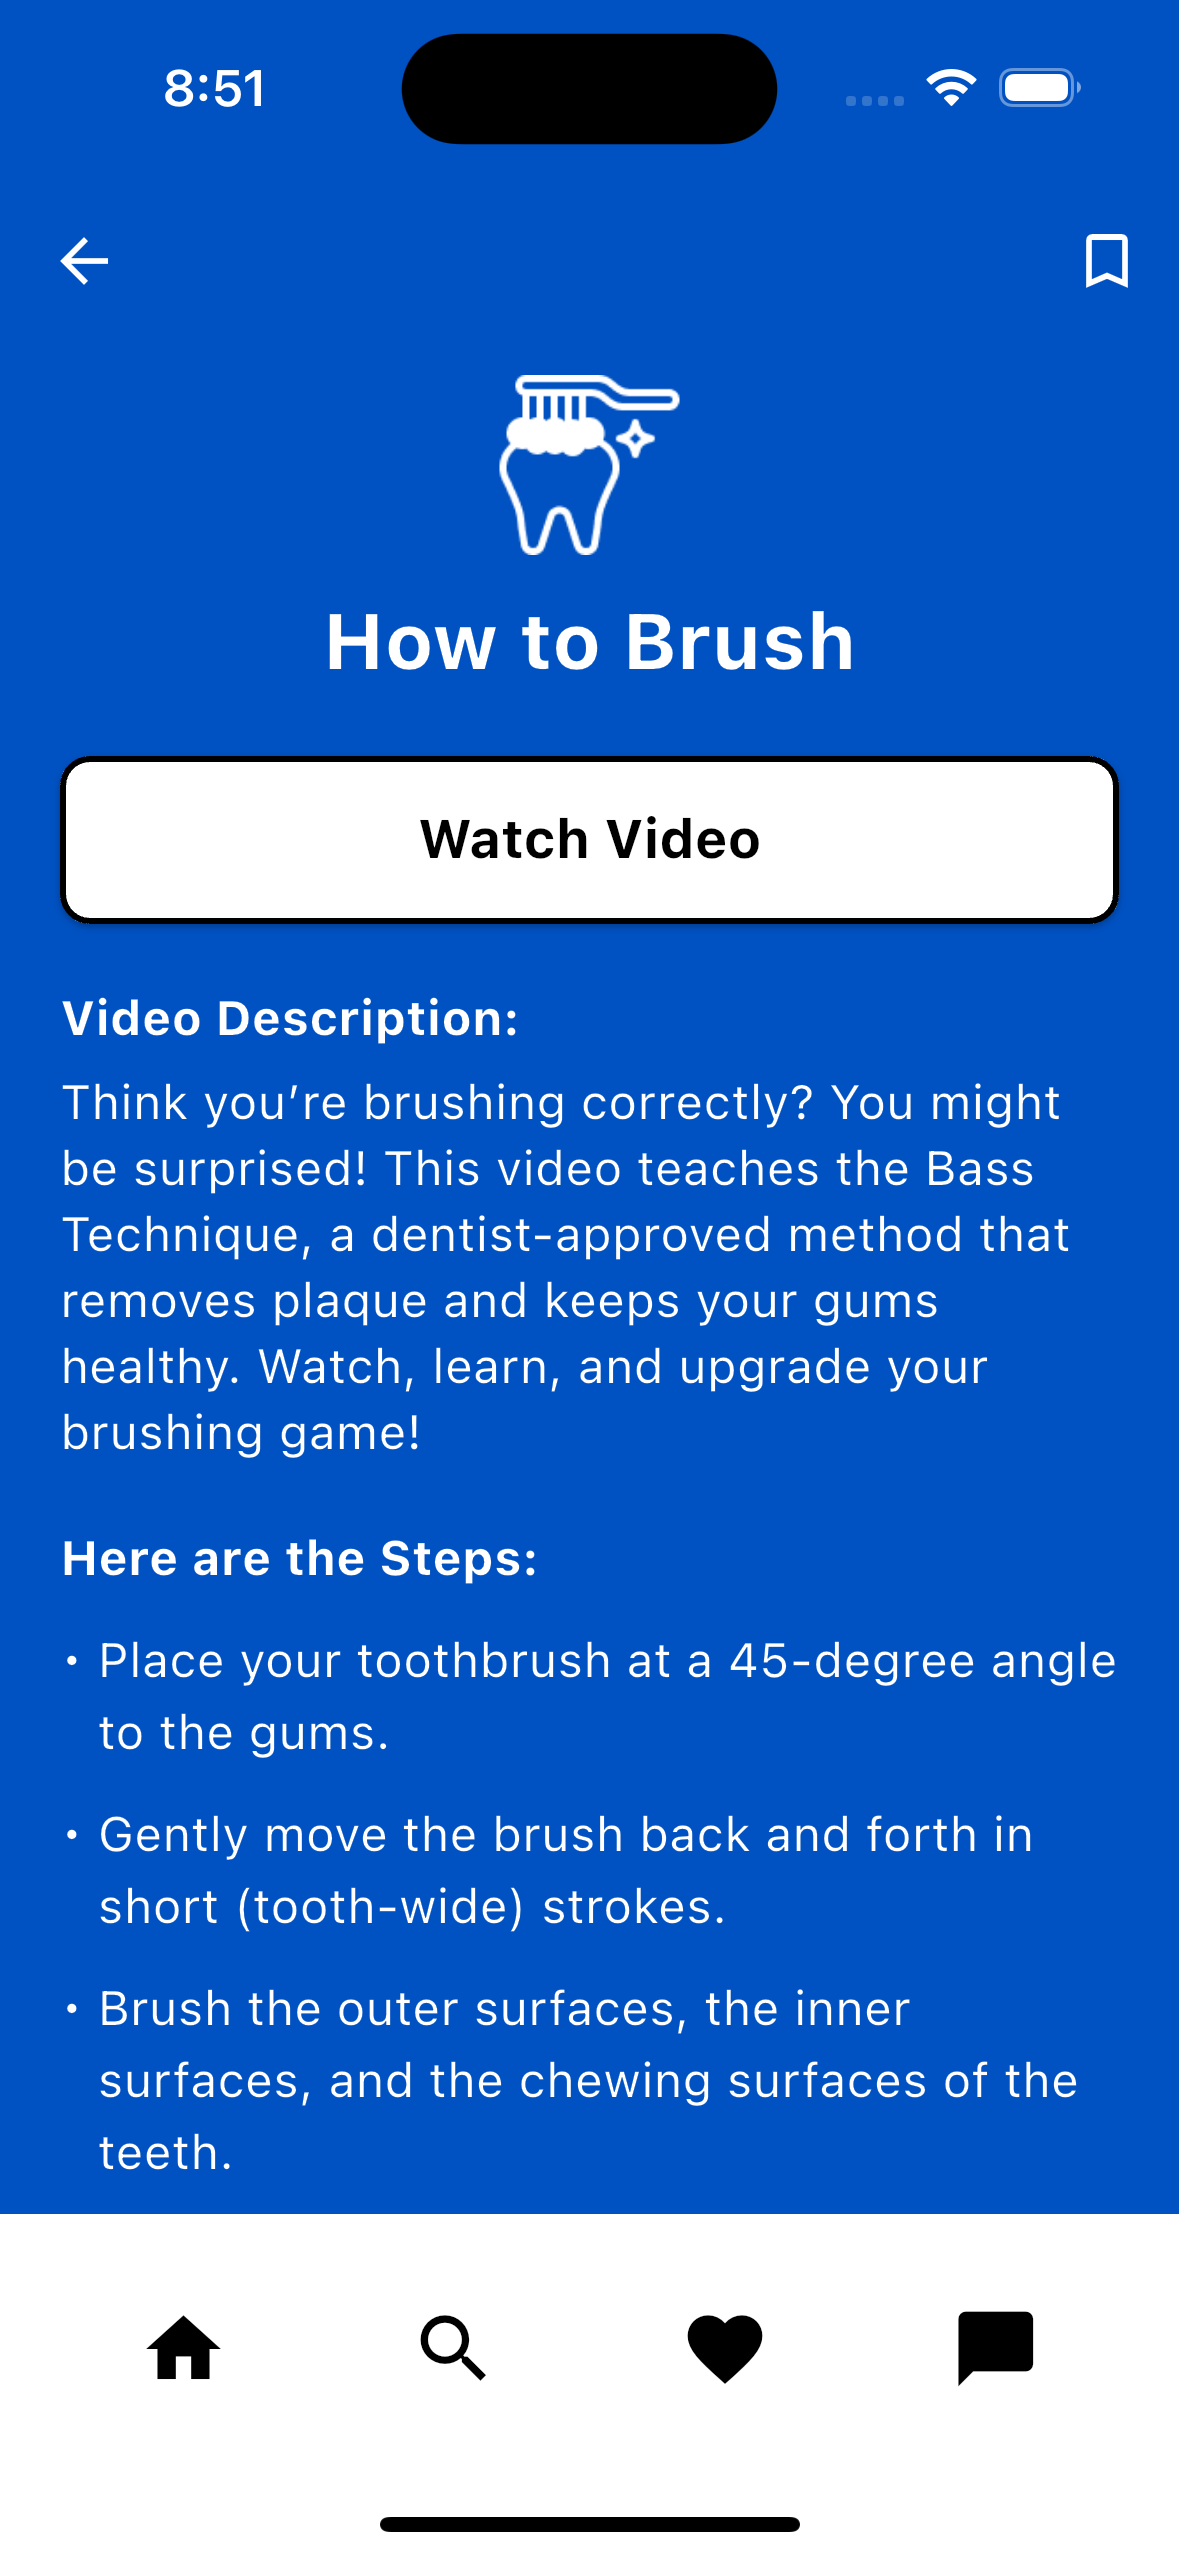 8:51
How to Brush
Watch Video
Video Description:
Think you’re brushing correctly? You might
be surprised! This video teaches the Bass
Technique, a dentist-approved method that
removes plaque and keeps your gums
healthy. Watch, learn, and upgrade your
brushing game!
Here are the Steps:
• Place your toothbrush at a 45-degree angle
to the gums.
• Gently move the brush back and forth in
short (tooth-wide) strokes.
• Brush the outer surfaces, the inner
surfaces, and the chewing surfaces of the
teeth.